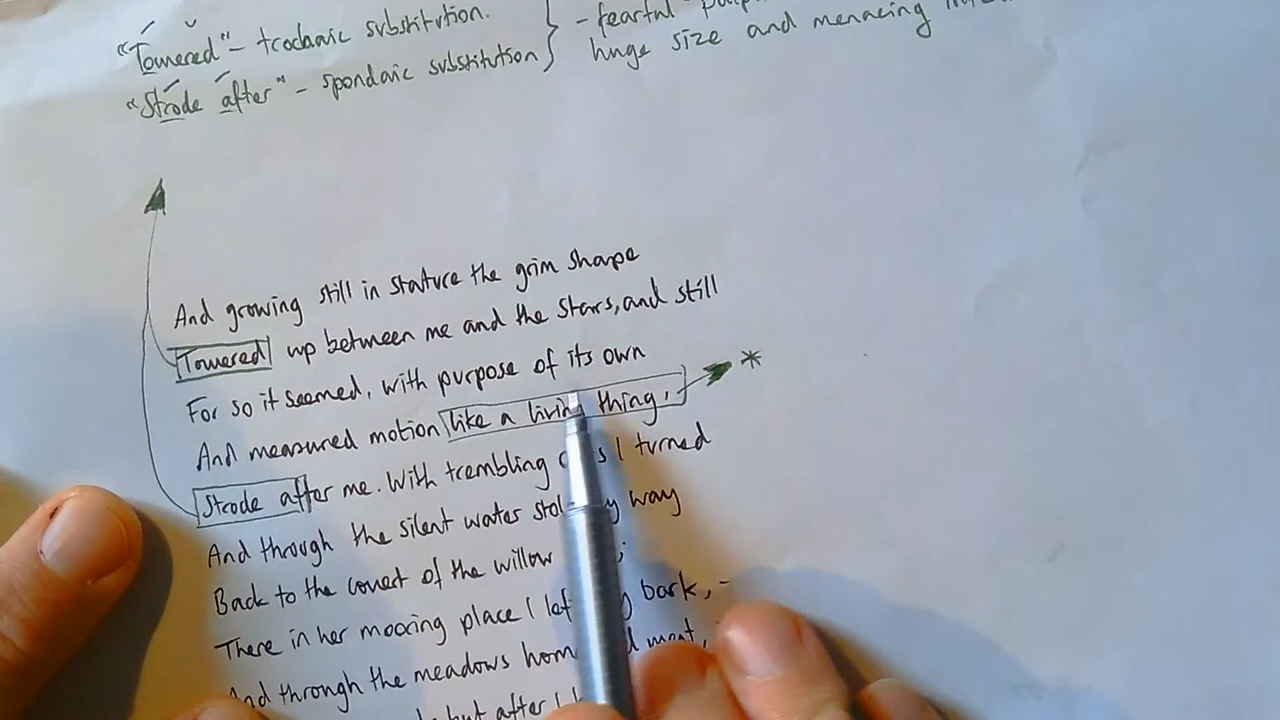 "Towered" - trochaic substitution.
"Strode after" - spondaic substitution
- fearful
huge size and menacing
And growing still in stature the grim shape
Towered up between me and the stars, and still
For so it seemed, with purpose of its own
And measured motion like a living thing, *
Strode after me. With trembling I turned
And through the silent water way
Back to the covert of the willow ;
There in her mooring place I bark, -
And through the meadows
but after I